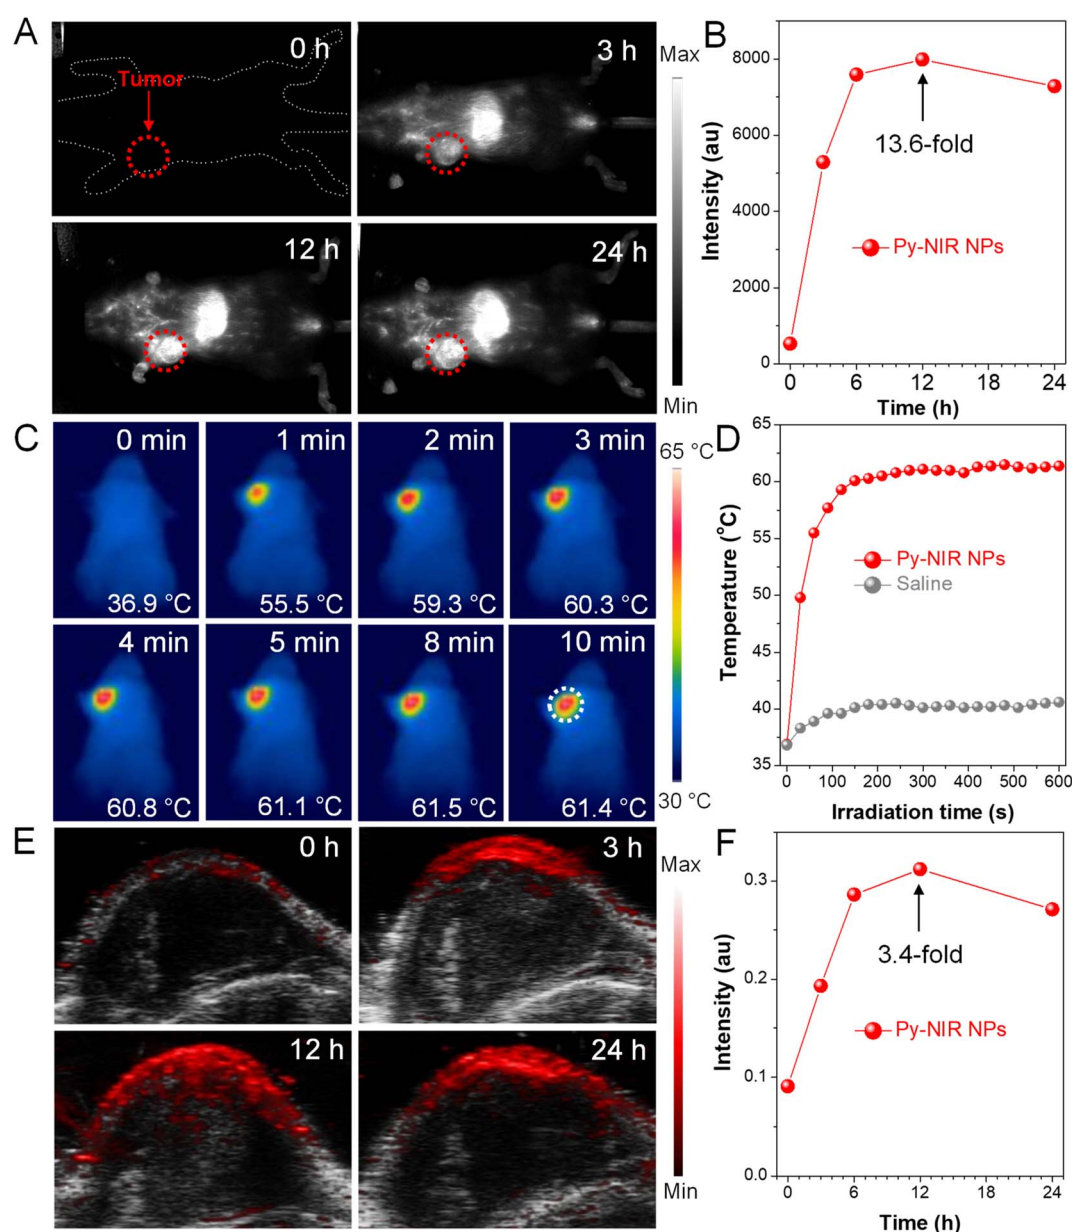 A
0 h
Tumor
3 h
12 h
24 h
Max
Min
B
Intensity (au)
8000
6000
4000
2000
0
13.6-fold
Py-NIR NPs
0 6 12 18 24
Time (h)
C
0 min
36.9 °C
1 min
55.5 °C
2 min
59.3 °C
3 min
60.3 °C
4 min
60.8 °C
5 min
61.1 °C
8 min
61.5 °C
10 min
61.4 °C
65 °C
30 °C
D
Temperature (°C)
65
60
55
50
45
40
35
Py-NIR NPs
Saline
0 100 200 300 400 500 600
Irradiation time (s)
E
0 h
3 h
12 h
24 h
Max
Min
F
Intensity (au)
0.3
0.2
0.1
0.0
3.4-fold
Py-NIR NPs
0 6 12 18 24
Time (h)